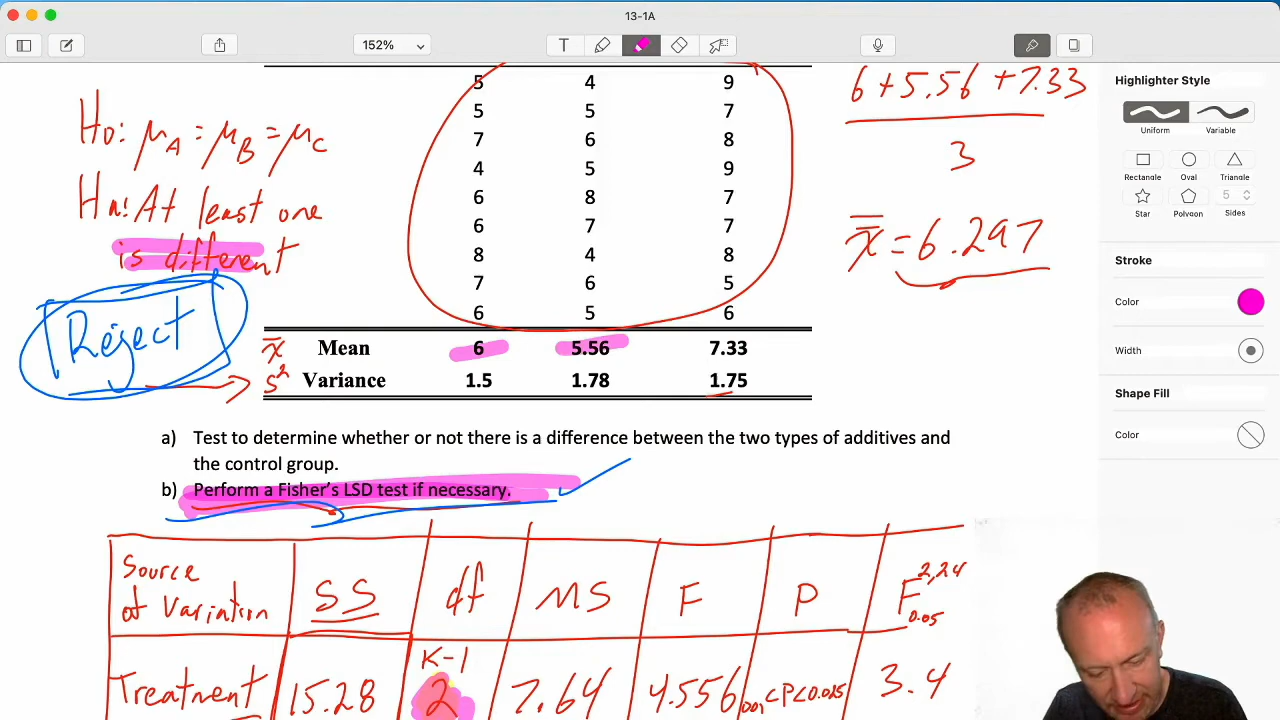 13-1A
152%
T
5 4 9
5 5 7
7 6 8
4 5 9
6 8 7
6 7 7
8 4 8
7 6 5
6 5 6
x̄ Mean 6 5.56 7.33
s² Variance 1.5 1.78 1.75
H0: μA = μB = μC
Ha: At least one
is different
Reject
6 + 5.56 + 7.33
3
x̿ = 6.297
a) Test to determine whether or not there is a difference between the two types of additives and
the control group.
b) Perform a Fisher's LSD test if necessary.
Source
of Variation SS df MS F P F 2,24 0.05
K-1
Treatment 15.28 2 7.64 4.556 0.01<P<0.025 3.4
Highlighter Style
Uniform Variable
Rectangle Oval Triangle
Star Polygon 5 Sides
Stroke
Color
Width
Shape Fill
Color